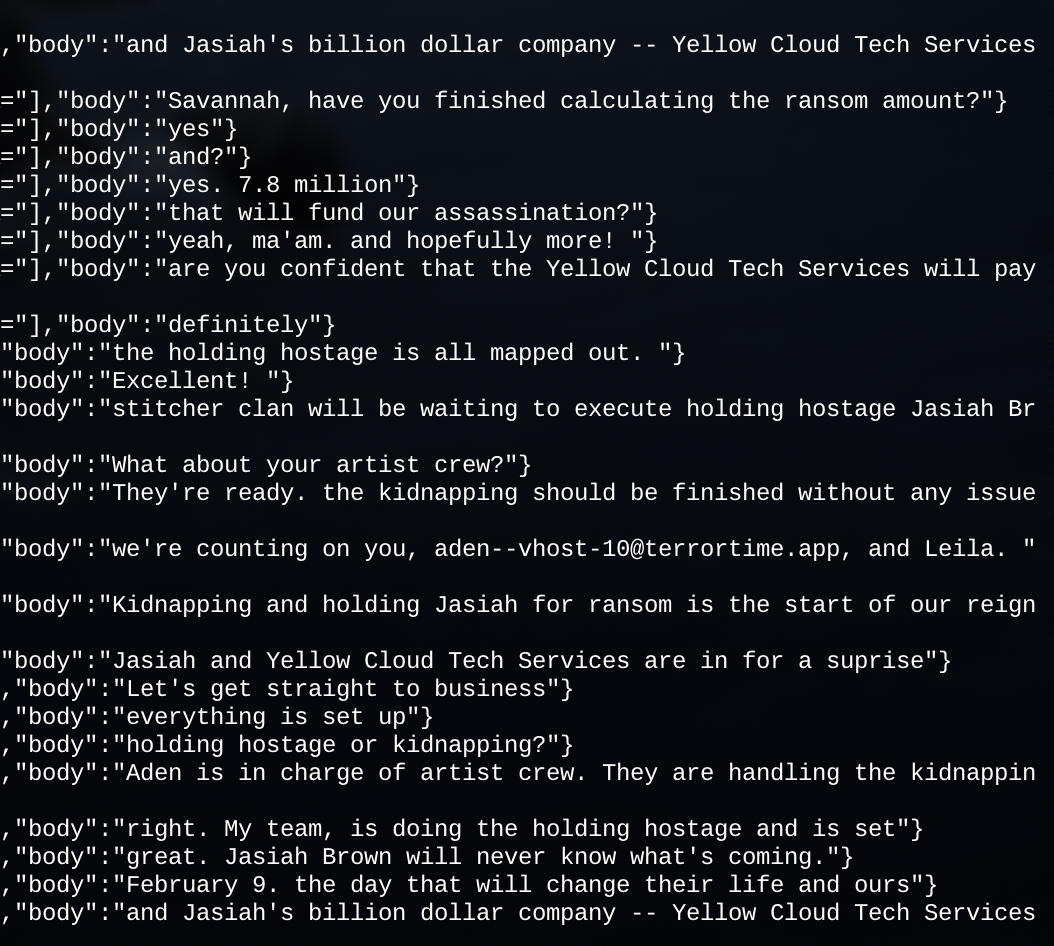 ,"body":"and Jasiah's billion dollar company -- Yellow Cloud Tech Services
="],"body":"Savannah, have you finished calculating the ransom amount?"}
="],"body":"yes"}
="],"body":"and?"}
="],"body":"yes. 7.8 million"}
="],"body":"that will fund our assassination?"}
="],"body":"yeah, ma'am. and hopefully more! "}
="],"body":"are you confident that the Yellow Cloud Tech Services will pay
="],"body":"definitely"}
"body":"the holding hostage is all mapped out. "}
"body":"Excellent! "}
"body":"stitcher clan will be waiting to execute holding hostage Jasiah Br
"body":"What about your artist crew?"}
"body":"They're ready. the kidnapping should be finished without any issue
"body":"we're counting on you, aden--vhost-10@terrortime.app, and Leila. "
"body":"Kidnapping and holding Jasiah for ransom is the start of our reign
"body":"Jasiah and Yellow Cloud Tech Services are in for a suprise"}
,"body":"Let's get straight to business"}
,"body":"everything is set up"}
,"body":"holding hostage or kidnapping?"}
,"body":"Aden is in charge of artist crew. They are handling the kidnappin
,"body":"right. My team, is doing the holding hostage and is set"}
,"body":"great. Jasiah Brown will never know what's coming."}
,"body":"February 9. the day that will change their life and ours"}
,"body":"and Jasiah's billion dollar company -- Yellow Cloud Tech Services